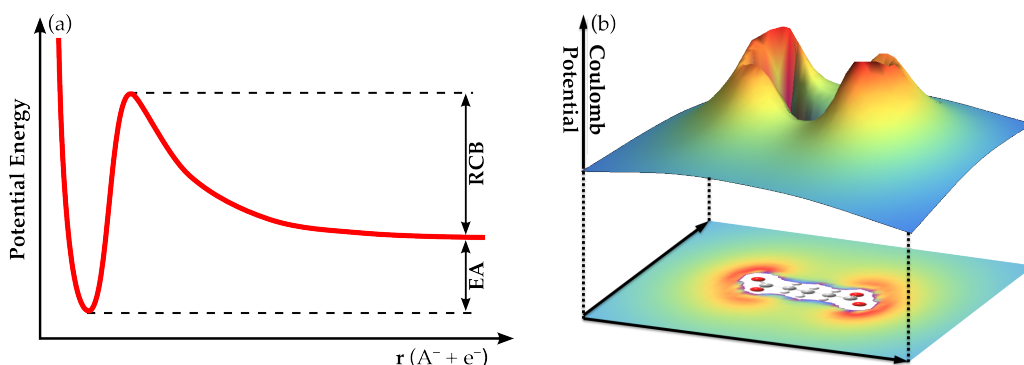 (a)
Potential Energy
RCB
EA
r (A⁻ + e⁻)
(b)
Coulomb
Potential